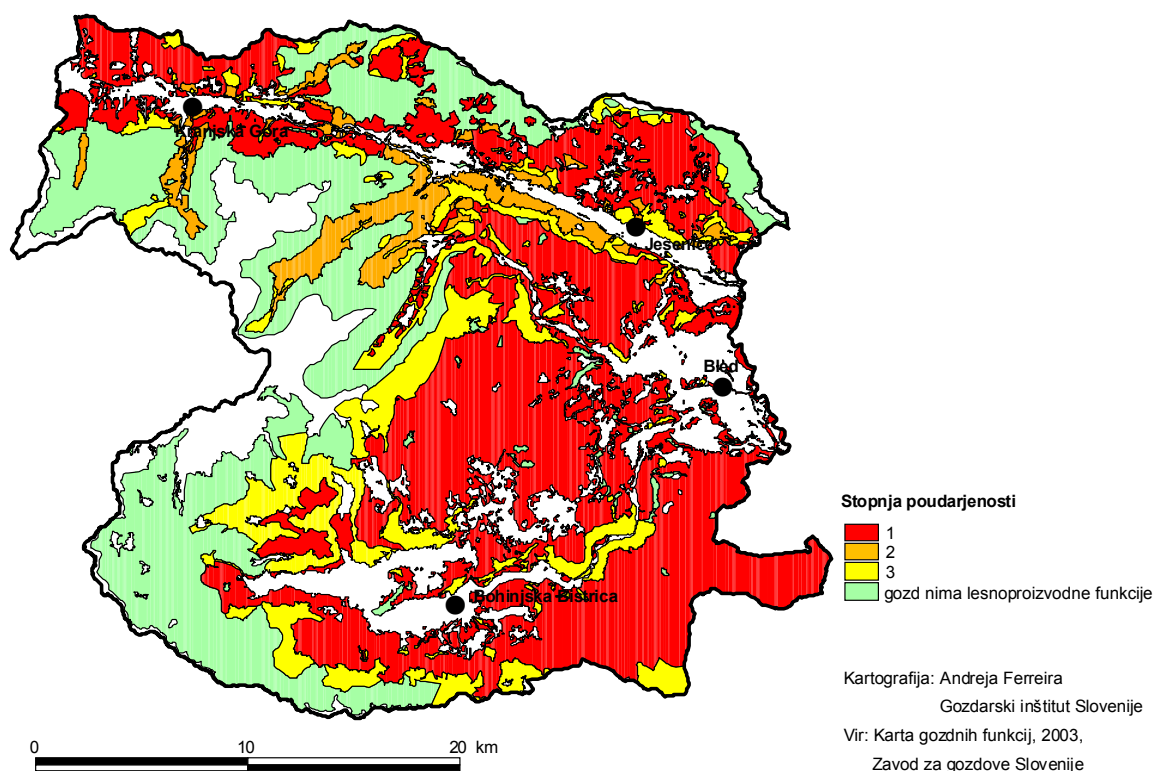 Kranjska Gora
Jesenice
Bled
Bohinjska Bistrica
Stopnja poudarjenosti
1
2
3
gozd nima lesnoproizvodne funkcije
Kartografija: Andreja Ferreira
Gozdarski inštitut Slovenije
Vir: Karta gozdnih funkcij, 2003,
Zavod za gozdove Slovenije
0 10 20 km